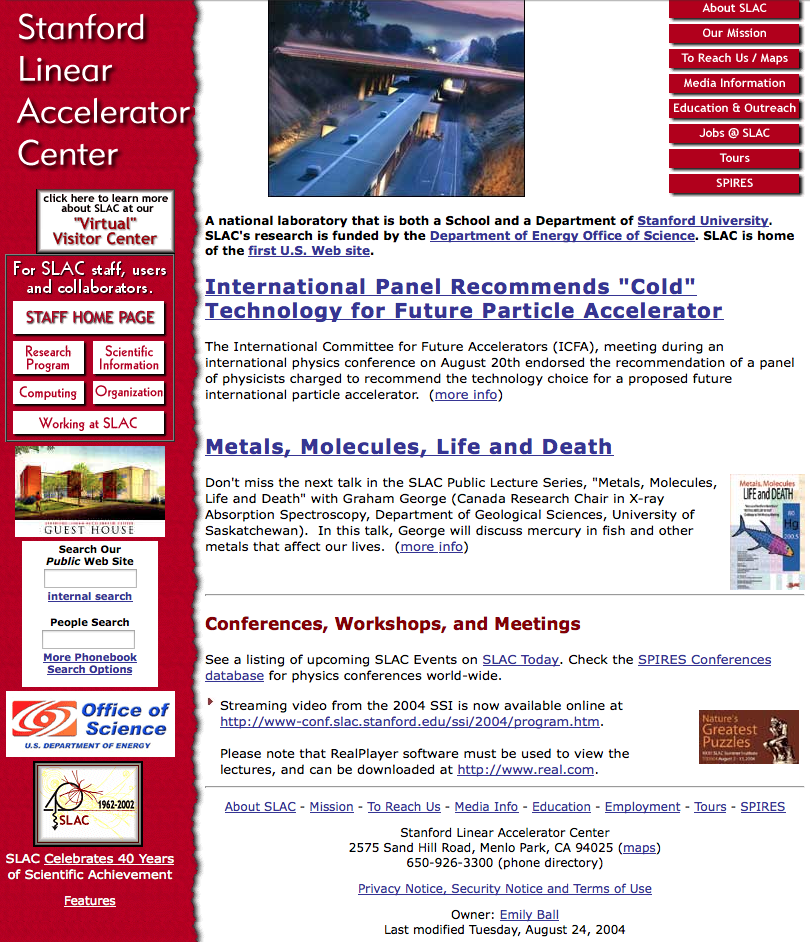 Stanford
Linear
Accelerator
Center
click here to learn more
about SLAC at our
"Virtual"
Visitor Center
For SLAC staff, users
and collaborators.
STAFF HOME PAGE
Research
Program
Scientific
Information
Computing
Organization
Working at SLAC
STANFORD LINEAR ACCELERATOR CENTER
GUEST HOUSE
Search Our
Public Web Site
internal search
People Search
More Phonebook
Search Options
Office of
Science
U.S. DEPARTMENT OF ENERGY
1962-2002
SLAC
SLAC Celebrates 40 Years
of Scientific Achievement
Features
About SLAC
Our Mission
To Reach Us / Maps
Media Information
Education & Outreach
Jobs @ SLAC
Tours
SPIRES
A national laboratory that is both a School and a Department of Stanford University.
SLAC's research is funded by the Department of Energy Office of Science. SLAC is home
of the first U.S. Web site.
International Panel Recommends "Cold"
Technology for Future Particle Accelerator
The International Committee for Future Accelerators (ICFA), meeting during an
international physics conference on August 20th endorsed the recommendation of a panel
of physicists charged to recommend the technology choice for a proposed future
international particle accelerator. (more info)
Metals, Molecules, Life and Death
Don't miss the next talk in the SLAC Public Lecture Series, "Metals, Molecules,
Life and Death" with Graham George (Canada Research Chair in X-ray
Absorption Spectroscopy, Department of Geological Sciences, University of
Saskatchewan). In this talk, George will discuss mercury in fish and other
metals that affect our lives. (more info)
Metals, Molecules
LIFE and DEATH
80
Hg
200.5
Conferences, Workshops, and Meetings
See a listing of upcoming SLAC Events on SLAC Today. Check the SPIRES Conferences
database for physics conferences world-wide.
Streaming video from the 2004 SSI is now available online at
http://www-conf.slac.stanford.edu/ssi/2004/program.htm.
Please note that RealPlayer software must be used to view the
lectures, and can be downloaded at http://www.real.com.
Nature's
Greatest
Puzzles
About SLAC - Mission - To Reach Us - Media Info - Education - Employment - Tours - SPIRES
Stanford Linear Accelerator Center
2575 Sand Hill Road, Menlo Park, CA 94025 (maps)
650-926-3300 (phone directory)
Privacy Notice, Security Notice and Terms of Use
Owner: Emily Ball
Last modified Tuesday, August 24, 2004